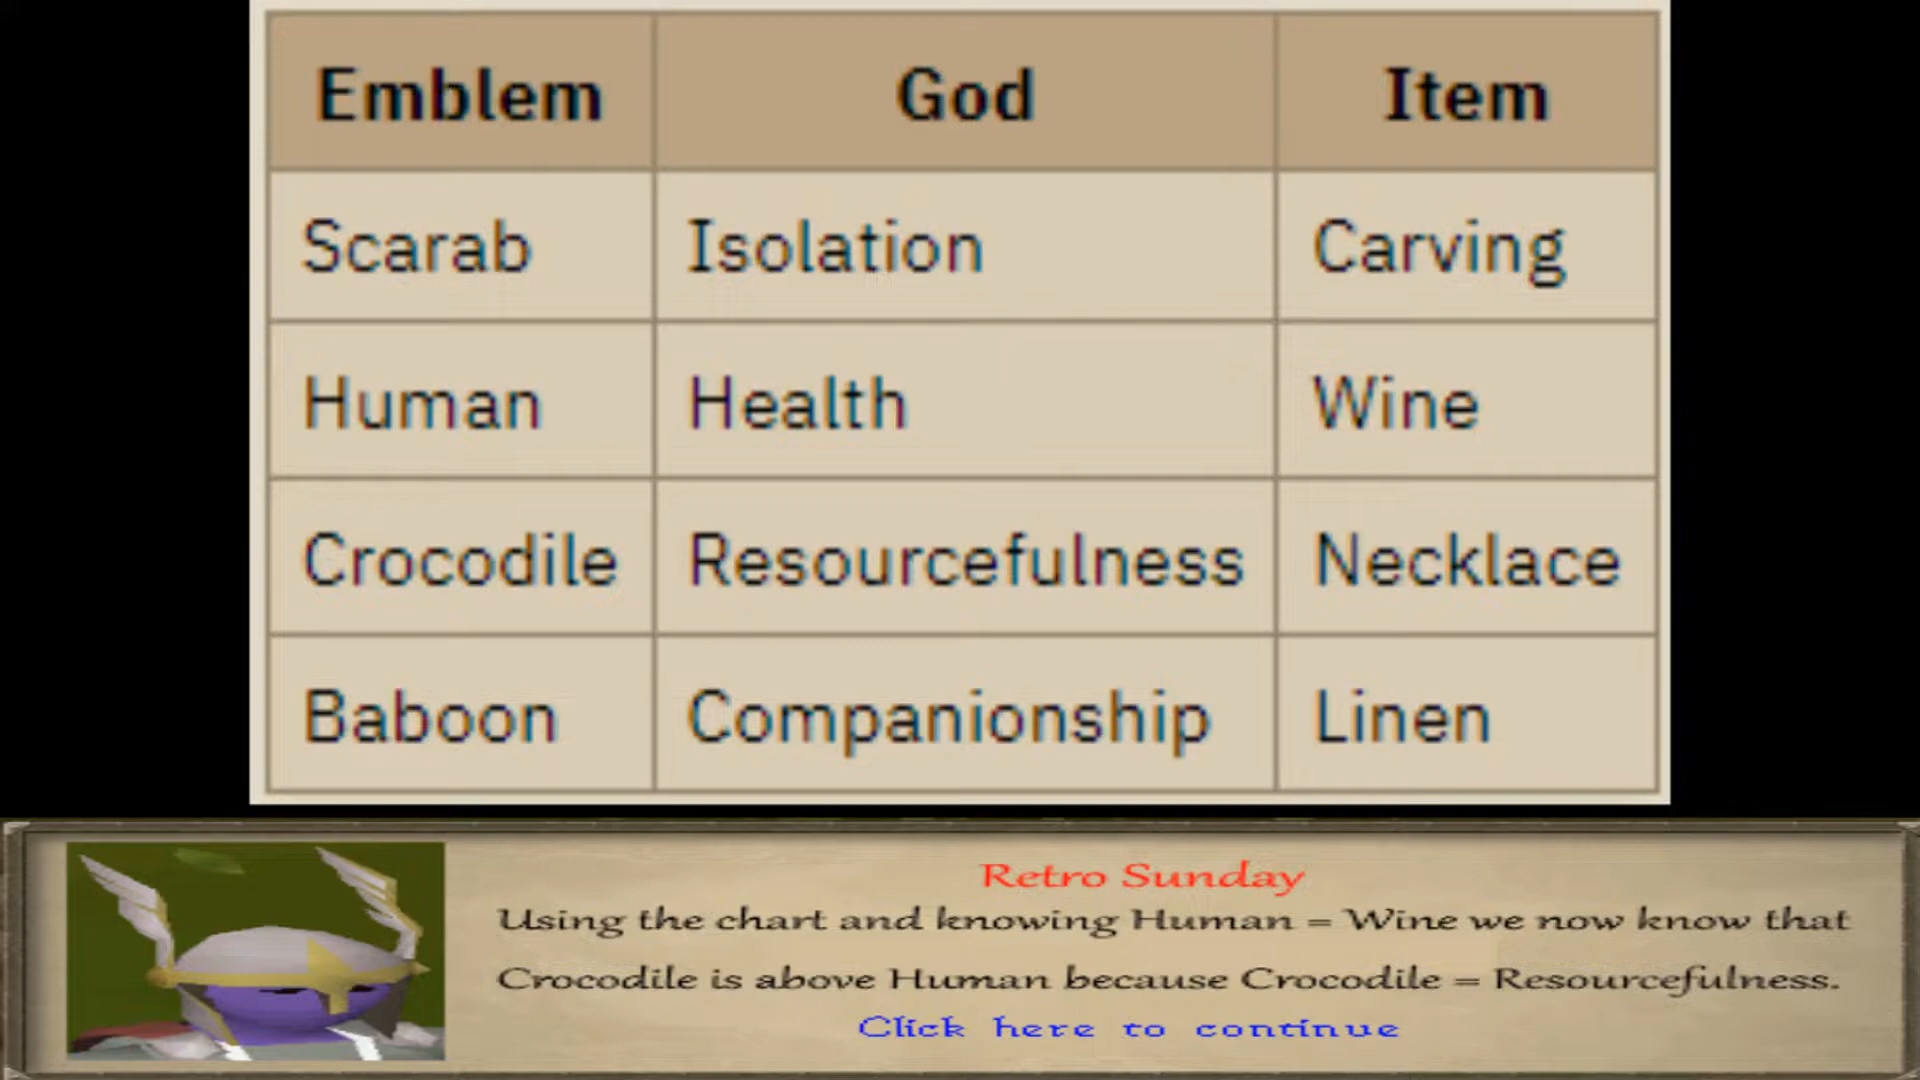 Emblem God Item
Scarab Isolation Carving
Human Health Wine
Crocodile Resourcefulness Necklace
Baboon Companionship Linen
Retro Sunday
Using the chart and knowing Human = Wine we now know that
Crocodile is above Human because Crocodile = Resourcefulness.
Click here to continue